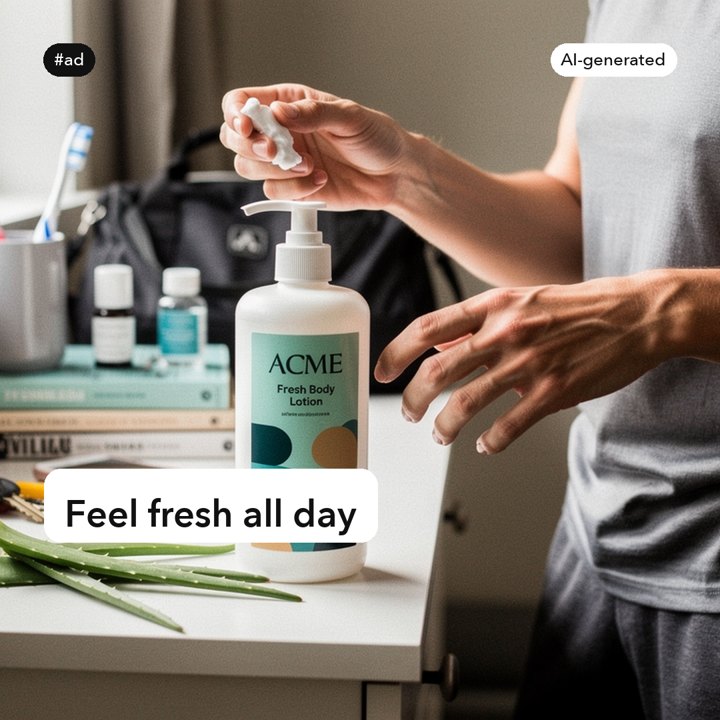 #ad
AI-generated
ACME
Fresh Body
Lotion
Feel fresh all day